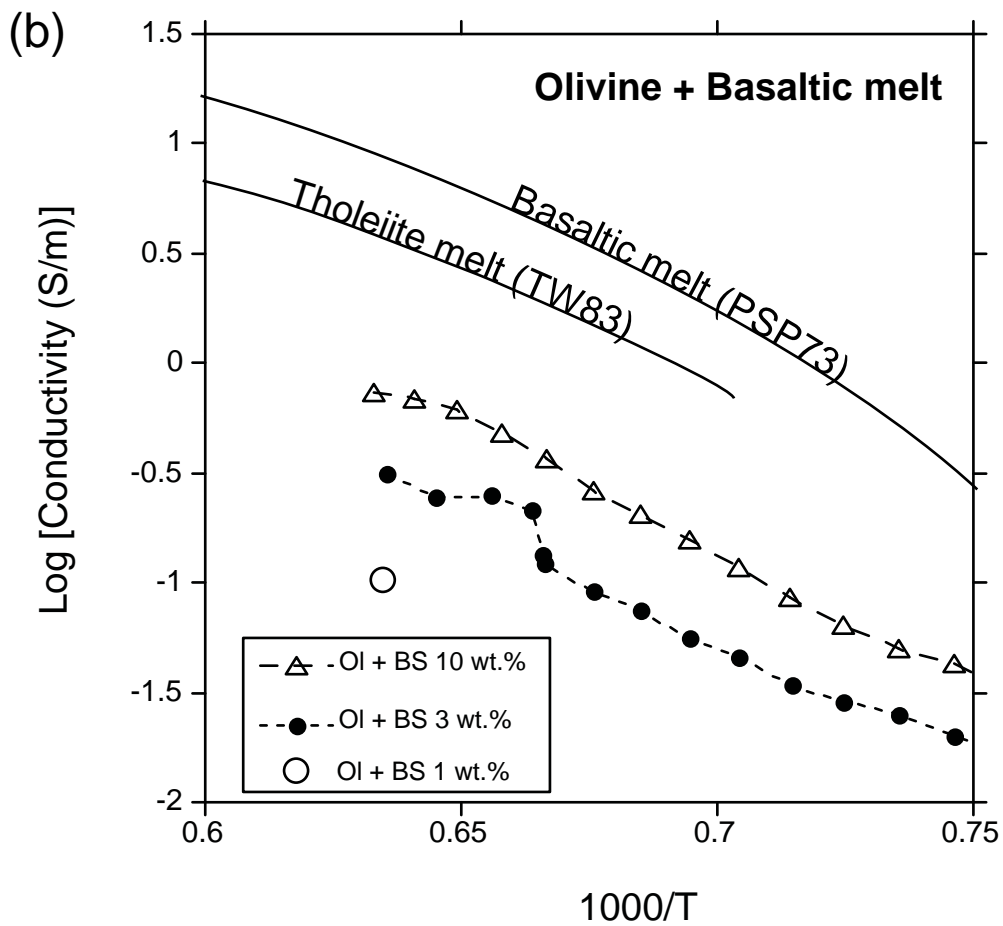 (b)
Olivine + Basaltic melt
1.5
1
0.5
0
-0.5
-1
-1.5
-2
Log [Conductivity (S/m)]
Basaltic melt (PSP73)
Tholeiite melt (TW83)
Ol + BS 10 wt.%
Ol + BS 3 wt.%
Ol + BS 1 wt.%
0.6
0.65
0.7
0.75
1000/T